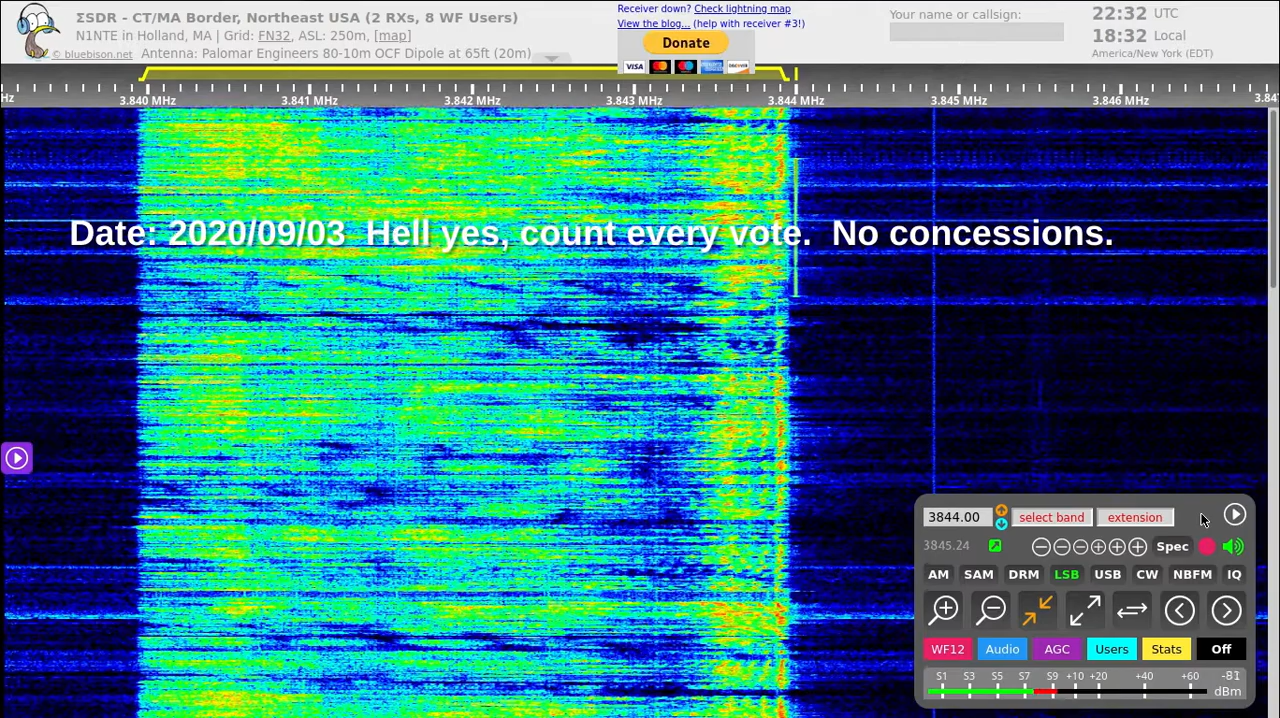 ΣSDR - CT/MA Border, Northeast USA (2 RXs, 8 WF Users)
N1NTE in Holland, MA | Grid: FN32, ASL: 250m, [map]
© bluebison.net Antenna: Palomar Engineers 80-10m OCF Dipole at 65ft (20m)
Receiver down? Check lightning map
View the blog... (help with receiver #3!)
Donate
VISA
DISCOVER
Your name or callsign:
22:32 UTC
18:32 Local
America/New York (EDT)
Hz 3.840 MHz 3.841 MHz 3.842 MHz 3.843 MHz 3.844 MHz 3.845 MHz 3.846 MHz 3.84
Date: 2020/09/03 Hell yes, count every vote. No concessions.
3844.00 select band extension
3845.24 Spec
AM SAM DRM LSB USB CW NBFM IQ
WF12 Audio AGC Users Stats Off
S1 S3 S5 S7 S9 +10 +20 +40 +60 -81
dBm